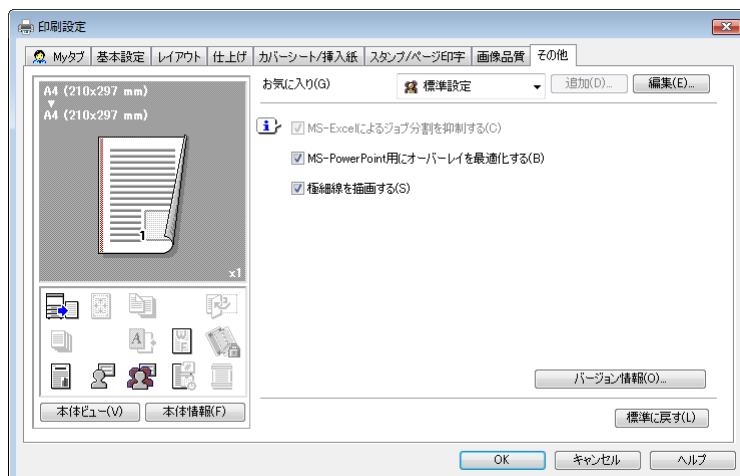 印刷設定
Myタブ 基本設定 レイアウト 仕上げ カバーシート/挿入紙 スタンプ/ページ印字 画像品質 その他
A4 (210x297 mm)
A4 (210x297 mm)
1
x1
お気に入り(G) 標準設定 追加(D)... 編集(E)...
MS-Excelによるジョブ分割を抑制する(C)
MS-PowerPoint用にオーバーレイを最適化する(B)
極細線を描画する(S)
バージョン情報(O)...
本体ビュー(V) 本体情報(F)
標準に戻す(L)
OK キャンセル ヘルプ